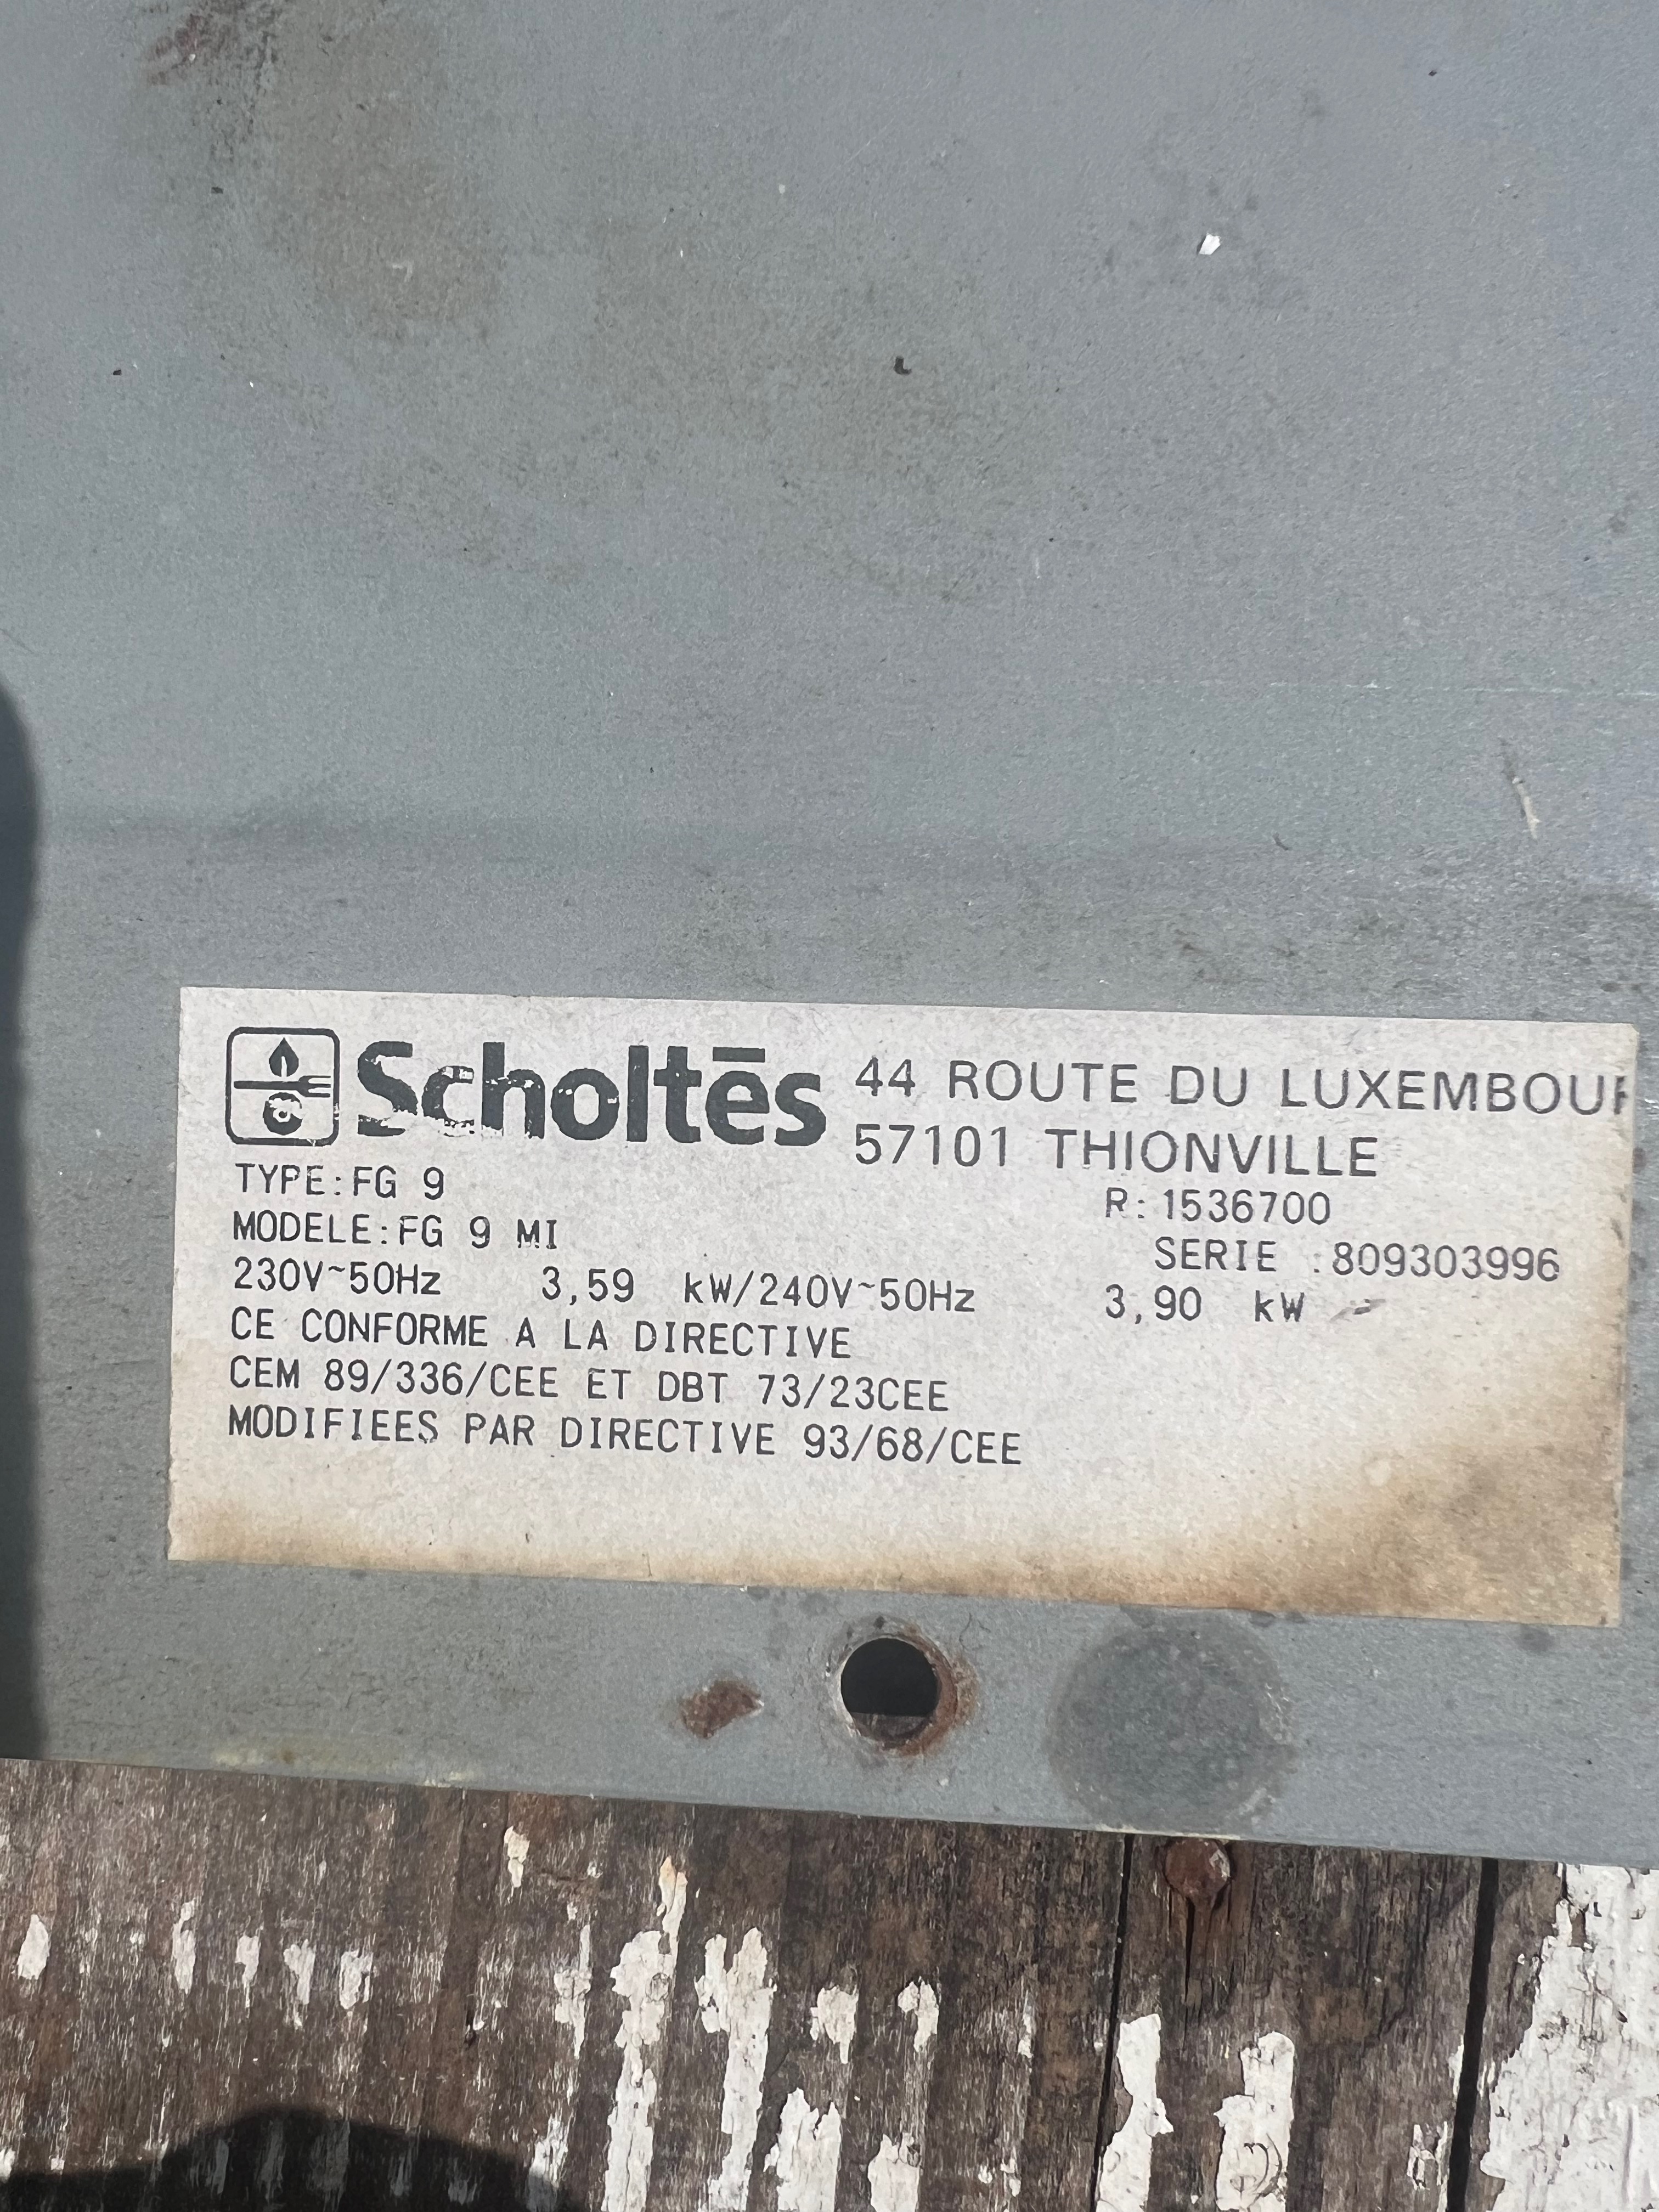 Scholtēs 44 ROUTE DU
57101 THIONVILLE
TYPE:FG 9 R:1536700
MODELE:FG 9 MI SERIE :809303996
230V~50Hz 3,59 kW/240V~50Hz 3,90 kW
CE CONFORME A LA DIRECTIVE
CEM 89/336/CEE ET DBT 73/23CEE
MODIFIEES PAR DIRECTIVE 93/68/CEE